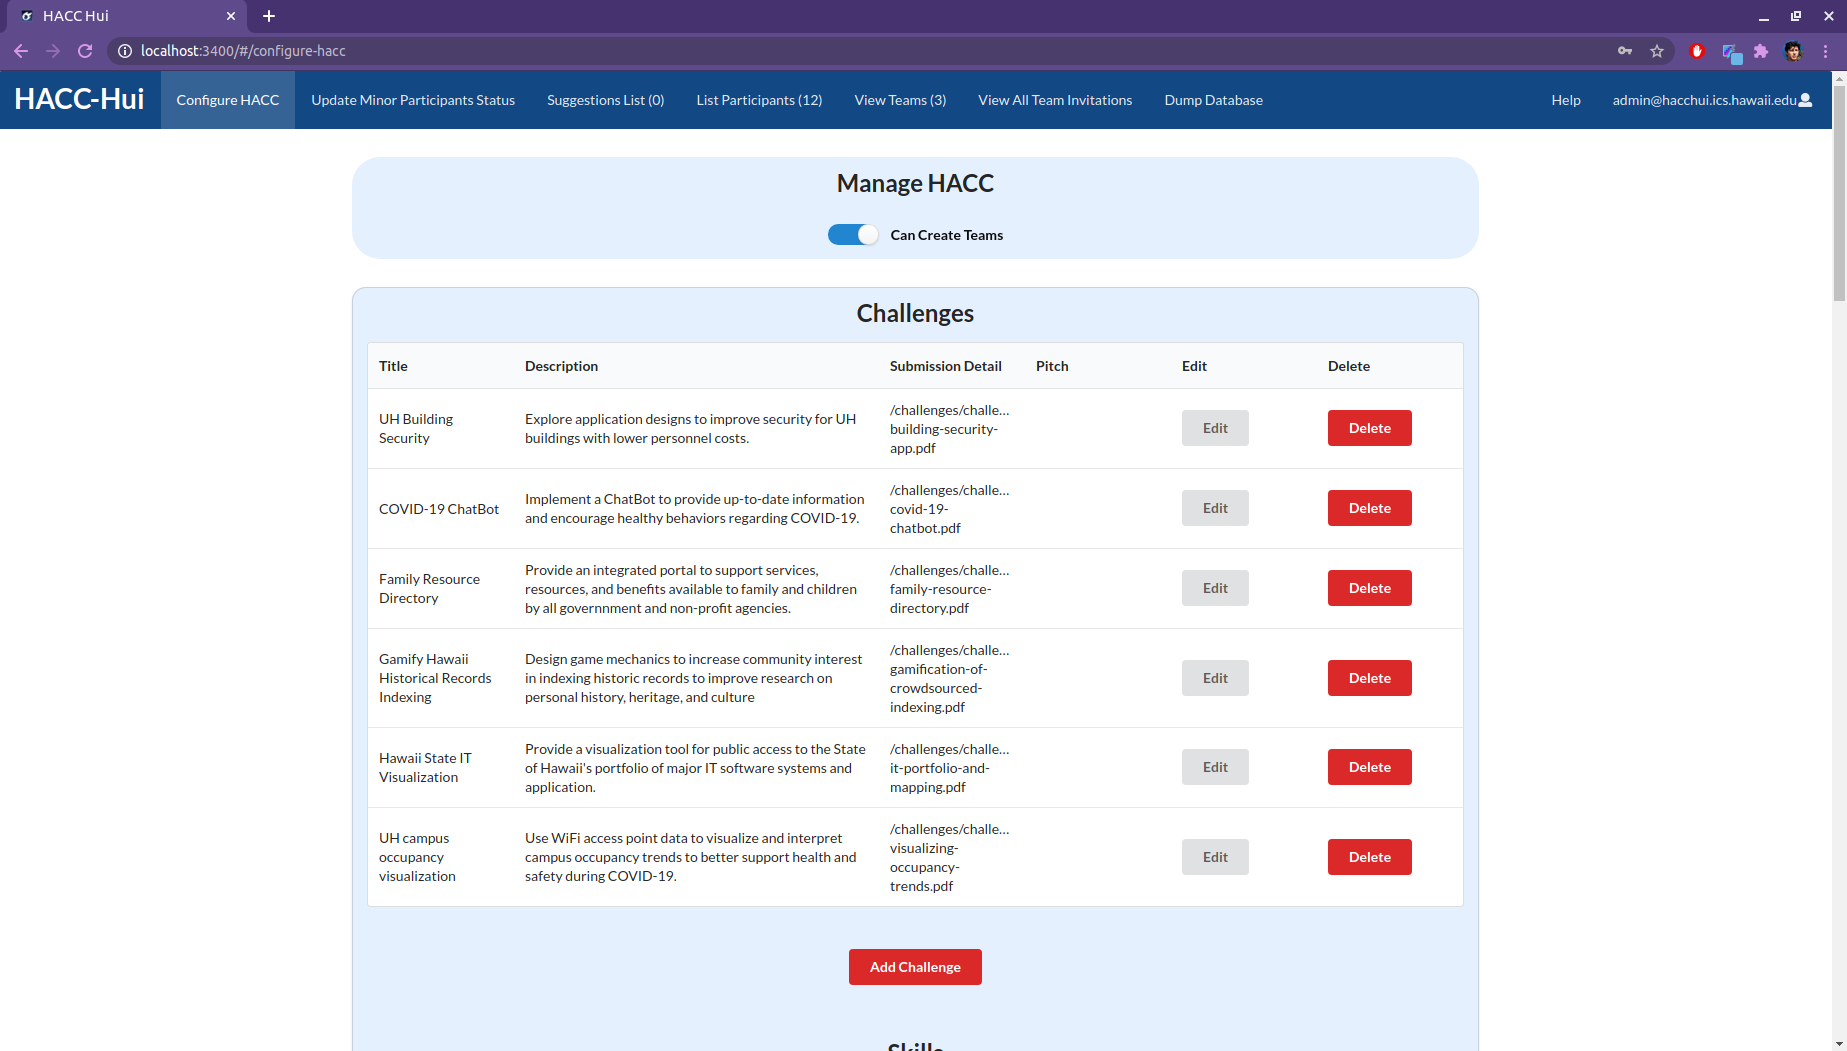 HACC Hui
localhost:3400/#/configure-hacc
HACC-Hui
Configure HACC
Update Minor Participants Status
Suggestions List (0)
List Participants (12)
View Teams (3)
View All Team Invitations
Dump Database
Help
admin@hacchui.ics.hawaii.edu
Manage HACC
Can Create Teams
Challenges
Title Description Submission Detail Pitch Edit Delete
UH Building
Security
Explore application designs to improve security for UH
buildings with lower personnel costs.
/challenges/challe...
building-security-
app.pdf
Edit
Delete
COVID-19 ChatBot
Implement a ChatBot to provide up-to-date information
and encourage healthy behaviors regarding COVID-19.
/challenges/challe...
covid-19-
chatbot.pdf
Edit
Delete
Family Resource
Directory
Provide an integrated portal to support services,
resources, and benefits available to family and children
by all governnment and non-profit agencies.
/challenges/challe...
family-resource-
directory.pdf
Edit
Delete
Gamify Hawaii
Historical Records
Indexing
Design game mechanics to increase community interest
in indexing historic records to improve research on
personal history, heritage, and culture
/challenges/challe...
gamification-of-
crowdsourced-
indexing.pdf
Edit
Delete
Hawaii State IT
Visualization
Provide a visualization tool for public access to the State
of Hawaii's portfolio of major IT software systems and
application.
/challenges/challe...
it-portfolio-and-
mapping.pdf
Edit
Delete
UH campus
occupancy
visualization
Use WiFi access point data to visualize and interpret
campus occupancy trends to better support health and
safety during COVID-19.
/challenges/challe...
visualizing-
occupancy-
trends.pdf
Edit
Delete
Add Challenge
Skills